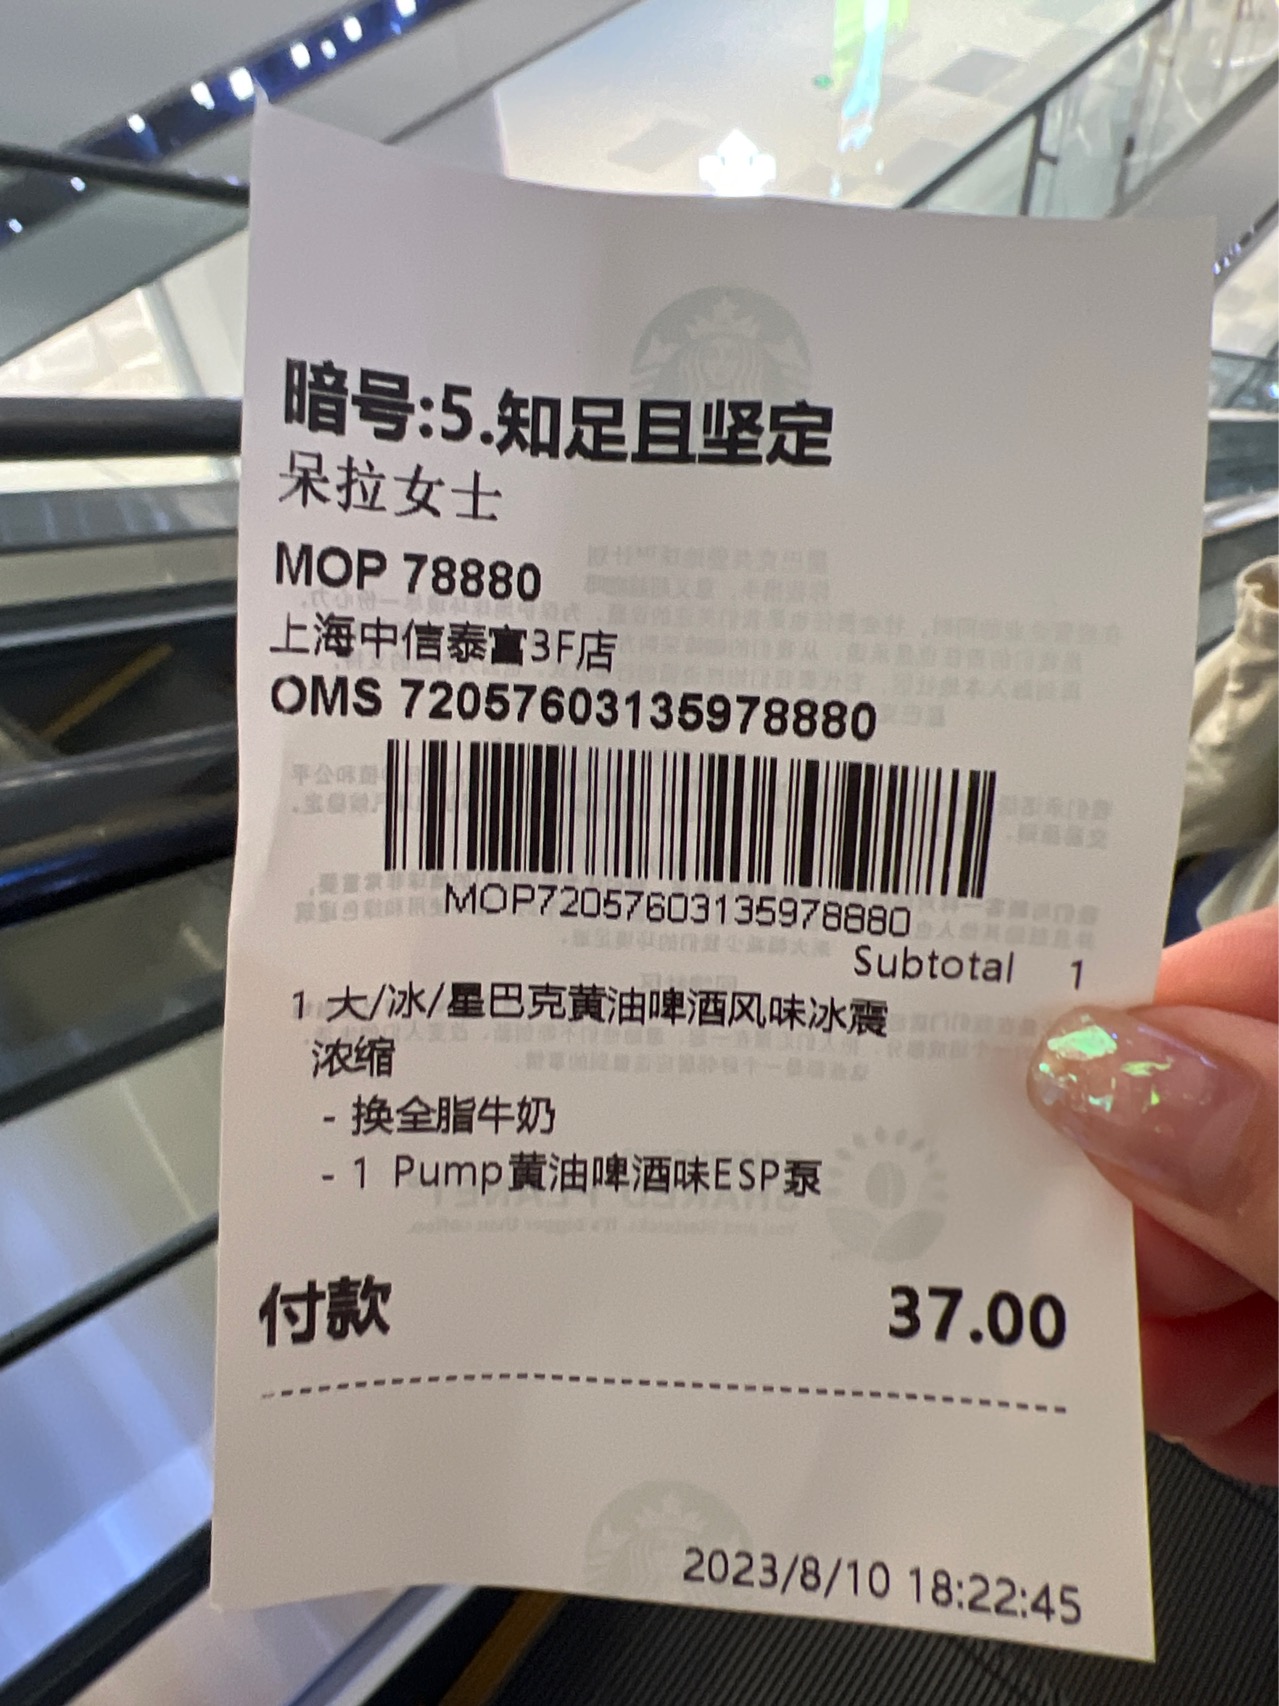 暗号:5.知足且坚定
呆拉女士
MOP 78880
上海中信泰富3F店
OMS 72057603135978880
MOP72057603135978880
Subtotal 1
1 大/冰/星巴克黄油啤酒风味冰震
浓缩
- 换全脂牛奶
- 1 Pump黄油啤酒味ESP泵
付款 37.00
2023/8/10 18:22:45